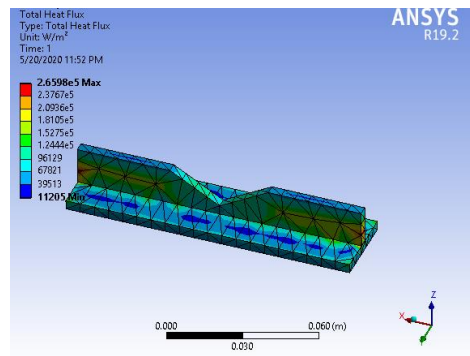 Total Heat Flux
Type: Total Heat Flux
Unit: W/m²
Time: 1
5/20/2020 11:52 PM
ANSYS
R19.2
2.6598e5 Max
2.3767e5
2.0936e5
1.8105e5
1.5275e5
1.2444e5
96129
67821
39513
11205 Min
0.000
0.060 (m)
0.030
Z
X
Y